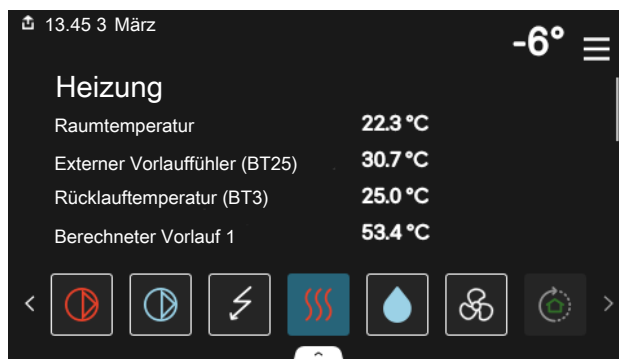 13.45 3 März
-6°
Heizung
Raumtemperatur 22.3 °C
Externer Vorlauffühler (BT25) 30.7 °C
Rücklauftemperatur (BT3) 25.0 °C
Berechneter Vorlauf 1 53.4 °C